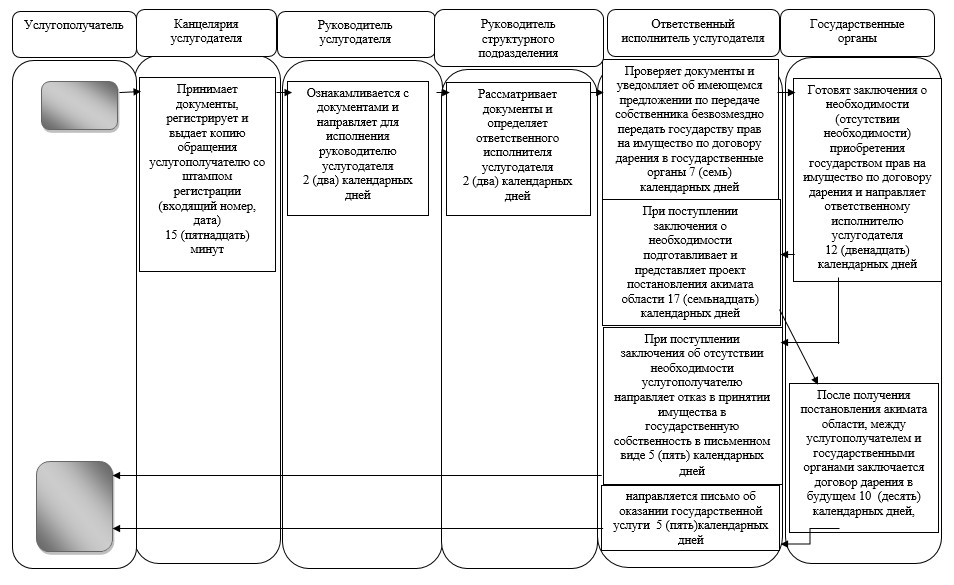 Услугополучатель
Канцелярия
услугодателя
Руководитель
услугодателя
Руководитель
структурного
подразделения
Ответственный
исполнитель услугодателя
Государственные
органы
Принимает
документы,
регистрирует и
выдает копию
обращения
услугополучателю со
штампом
регистрации
(входящий номер,
дата)
15 (пятнадцать)
минут
Ознакамливается с
документами и
направляет для
исполнения
руководителю
услугодателя
2 (два) календарных
дней
Рассматривает
документы и
определяет
ответственного
исполнителя
услугодателя
2 (два) календарных
дней
Проверяет документы и
уведомляет об имеющемся
предложении по передаче
собственника безвозмездно
передать государству прав
на имущество по договору
дарения в государственные
органы 7 (семь)
календарных дней
Готовят заключения о
необходимости
(отсутствии
необходимости)
приобретения
государством прав на
имущество по договору
дарения и направляет
ответственному
исполнителю
услугодателя
12 (двенадцать)
календарных дней
При поступлении
заключения о
необходимости
подготавливает и
представляет проект
постановления акимата
области 17 (семьнадцать)
календарных дней
При поступлении
заключения об отсутствии
необходимости
услугополучателю
направляет отказ в принятии
имущества в
государственную
собственность в письменном
виде 5 (пять) календарных
дней
После получения
постановления акимата
области, между
услугополучателем и
государственными
органами заключается
договор дарения в
будущем 10 (десять)
календарных дней,
направляется письмо об
оказании государственной
услуги 5 (пять)календарных
дней